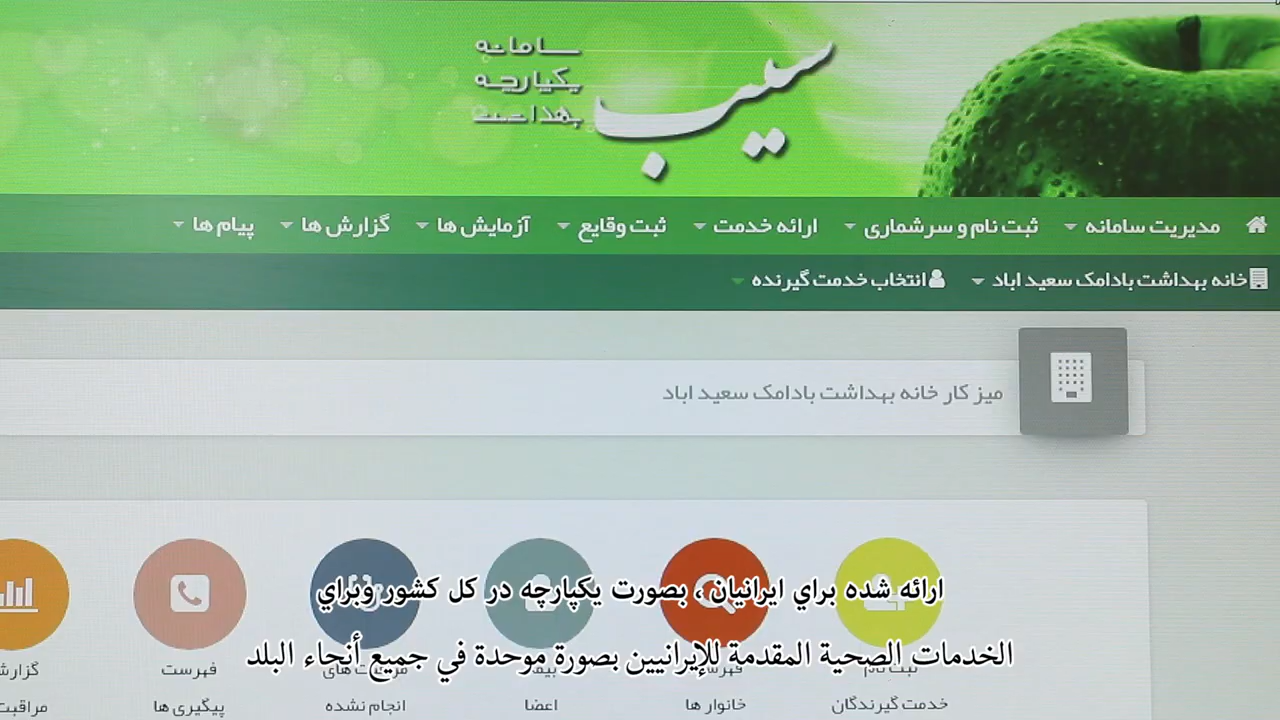 سامانه
یکپارچه
بهداشت
سیب
مدیریت سامانه ثبت نام و سرشماری ارائه خدمت ثبت وقایع آزمایش ها گزارش ها پیام ها
خانه بهداشت بادامک سعید اباد انتخاب خدمت گیرنده
میز کار خانه بهداشت بادامک سعید اباد
ارائه شده براي ايرانيان ، بصورت يكپارچه در كل كشور وبراي
الخدمات الصحية المقدمة للإيرانيين بصورة موحدة في جميع أنحاء البلد
ثبت نام فهرست
خدمت گیرندگان خانوار ها اعضا انجام نشده پیگیری ها